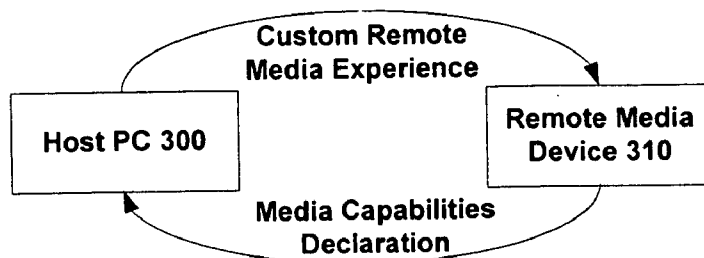 Custom Remote
Media Experience
Host PC 300
Remote Media
Device 310
Media Capabilities
Declaration